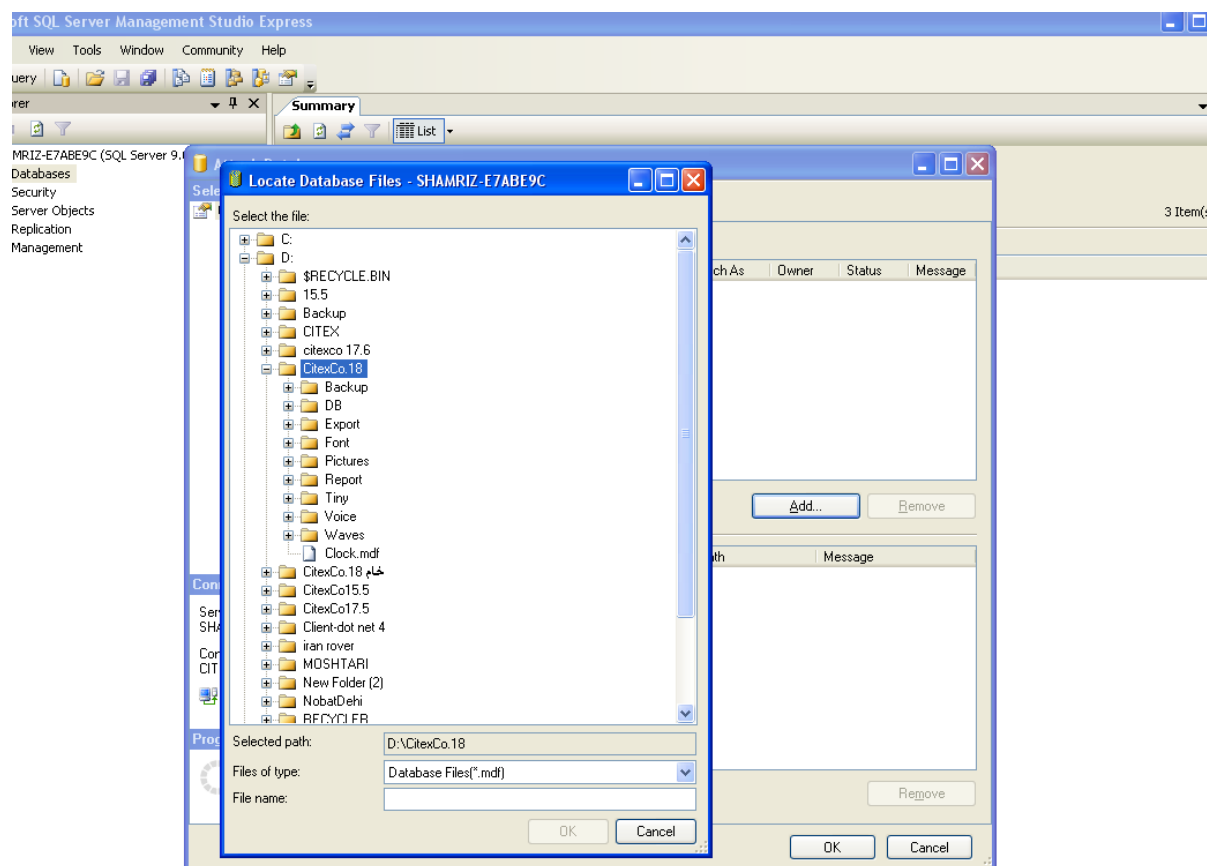 oft SQL Server Management Studio Express
View Tools Window Community Help
uery
rer
Summary
List
MRIZ-E7ABE9C (SQL Server 9.
Databases
Security
Server Objects
Replication
Management
3 Item(s
Locate Database Files - SHAMRIZ-E7ABE9C
Sele
Select the file:
C:
D:
$RECYCLE.BIN
15.5
Backup
CITEX
citexco 17.6
CitexCo.18
Backup
DB
Export
Font
Pictures
Report
Tiny
Voice
Waves
Clock.mdf
CitexCo.18 خام
CitexCo15.5
CitexCo17.5
Client-dot net 4
iran rover
MOSHTARI
New Folder (2)
NobatDehi
RECYCLER
Selected path: D:\CitexCo.18
Files of type: Database Files(*.mdf)
File name:
OK Cancel
ch As Owner Status Message
Add... Remove
ath Message
Remove
OK Cancel
Con
Ser
SHA
Cor
CIT
Prog